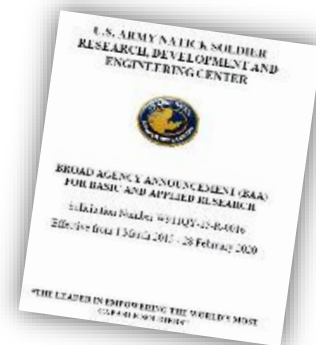 U.S. ARMY NATICK SOLDIER
RESEARCH, DEVELOPMENT AND
ENGINEERING CENTER
BROAD AGENCY ANNOUNCEMENT (BAA)
FOR BASIC AND APPLIED RESEARCH
Solicitation Number
Effective from 1 March 2015 - 28 February 2020
"THE LEADER IN EMPOWERING THE WORLD'S MOST
CAPABLE SOLDIERS"